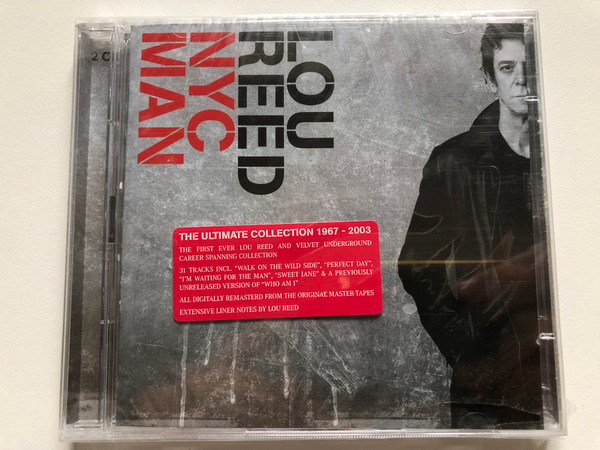 2 C
LOU
REED
NYC
MAN
THE ULTIMATE COLLECTION 1967 - 2003
THE FIRST EVER LOU REED AND VELVET UNDERGROUND
CAREER SPANNING COLLECTION
31 TRACKS INCL. "WALK ON THE WILD SIDE", "PERFECT DAY",
"I'M WAITING FOR THE MAN", "SWEET JANE" & A PREVIOUSLY
UNRELEASED VERSION OF "WHO AM I"
ALL DIGITALLY REMASTERD FROM THE ORIGINAL MASTER-TAPES
EXTENSIVE LINER NOTES BY LOU REED